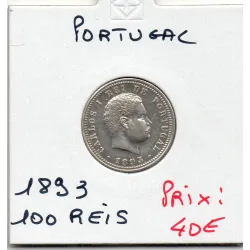 PORTUGAL
CARLOS I REI DE PORTUGAL
1893
1893
100 REIS
PRIX:
40€